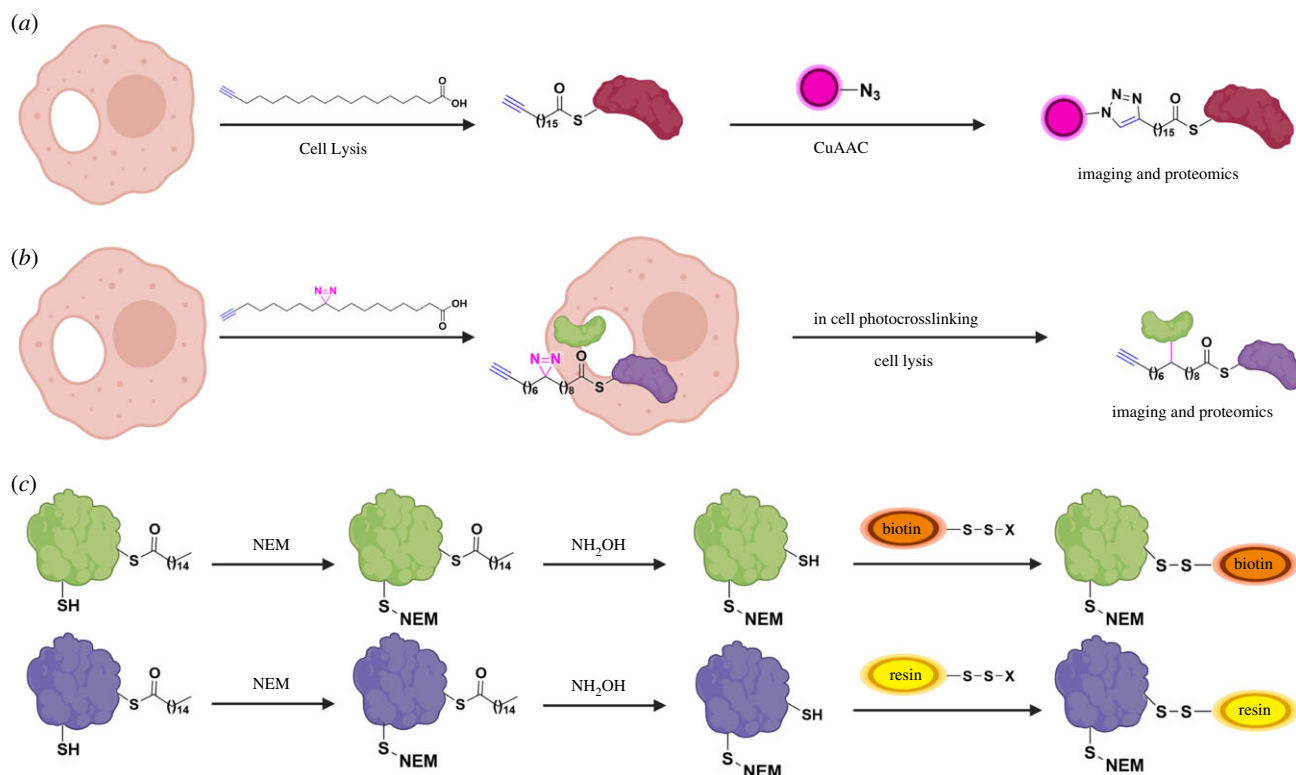 (a)
O
OH
Cell Lysis
O
S
()15
N3
CuAAC
N=N
N
O
S
()15
imaging and proteomics
(b)
N=N
OH
O
N=N
O
()6 ()8 S
in cell photocrosslinking
cell lysis
O
()6 ()8 S
imaging and proteomics
(c)
O
S ()14
SH
NEM
O
S ()14
S
NEM
NH2OH
SH
S
NEM
biotin -S-S-X
S-S- biotin
S
NEM
O
S ()14
SH
NEM
O
S ()14
S
NEM
NH2OH
SH
S
NEM
resin -S-S-X
S-S- resin
S
NEM